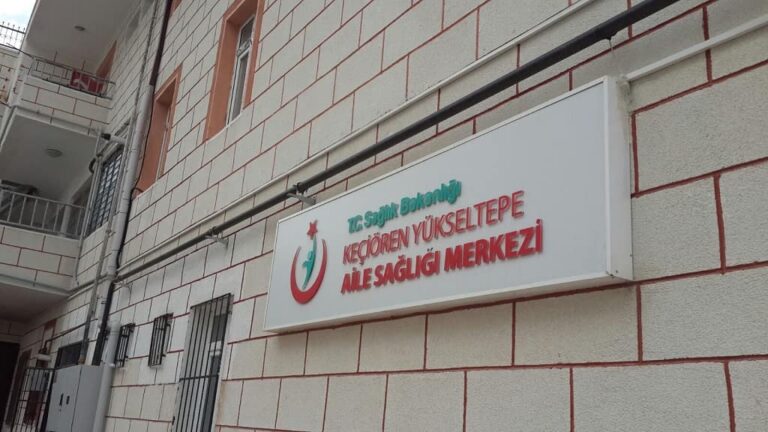 T.C. Sağlık Bakanlığı
KEÇİÖREN YÜKSELTEPE
AİLE SAĞLIĞI MERKEZİ